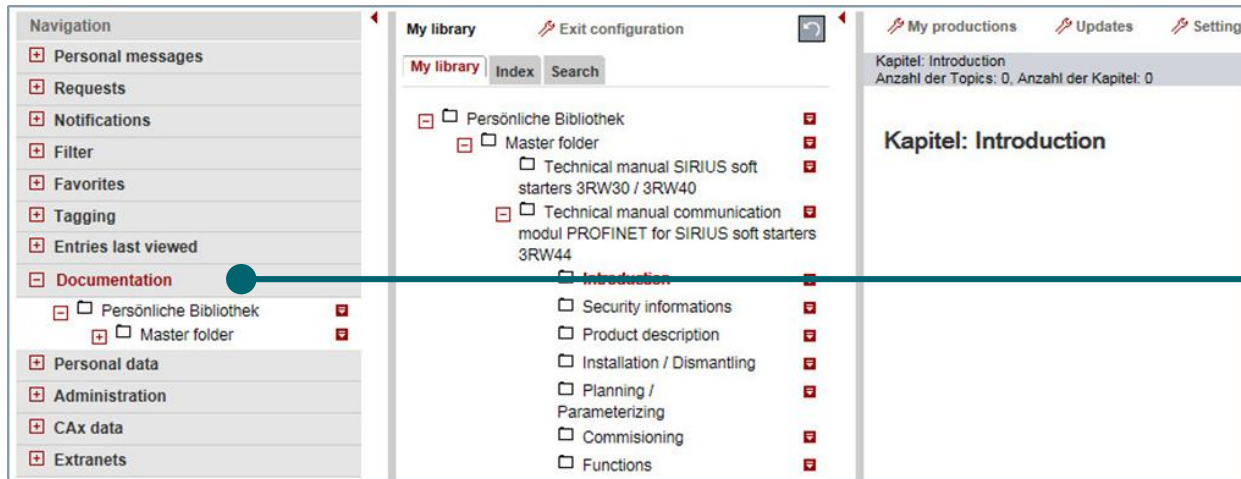 Navigation
Personal messages
Requests
Notifications
Filter
Favorites
Tagging
Entries last viewed
Documentation
Persönliche Bibliothek
Master folder
Personal data
Administration
CAx data
Extranets
My library Exit configuration
My library Index Search
Persönliche Bibliothek
Master folder
Technical manual SIRIUS soft
starters 3RW30 / 3RW40
Technical manual communication
modul PROFINET for SIRIUS soft starters
3RW44
Introduction
Security informations
Product description
Installation / Dismantling
Planning /
Parameterizing
Commisioning
Functions
My productions Updates Setting
Kapitel: Introduction
Anzahl der Topics: 0, Anzahl der Kapitel: 0
Kapitel: Introduction